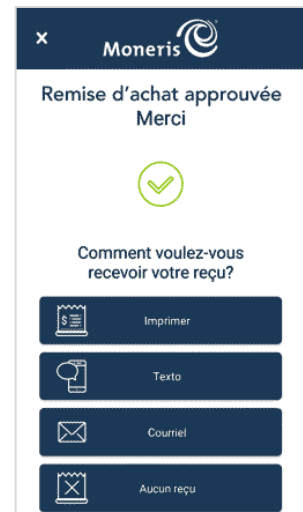 ×
Moneris
Remise d'achat approuvée
Merci
Comment voulez-vous
recevoir votre reçu?
$
Imprimer
Texto
Courriel
Aucun reçu